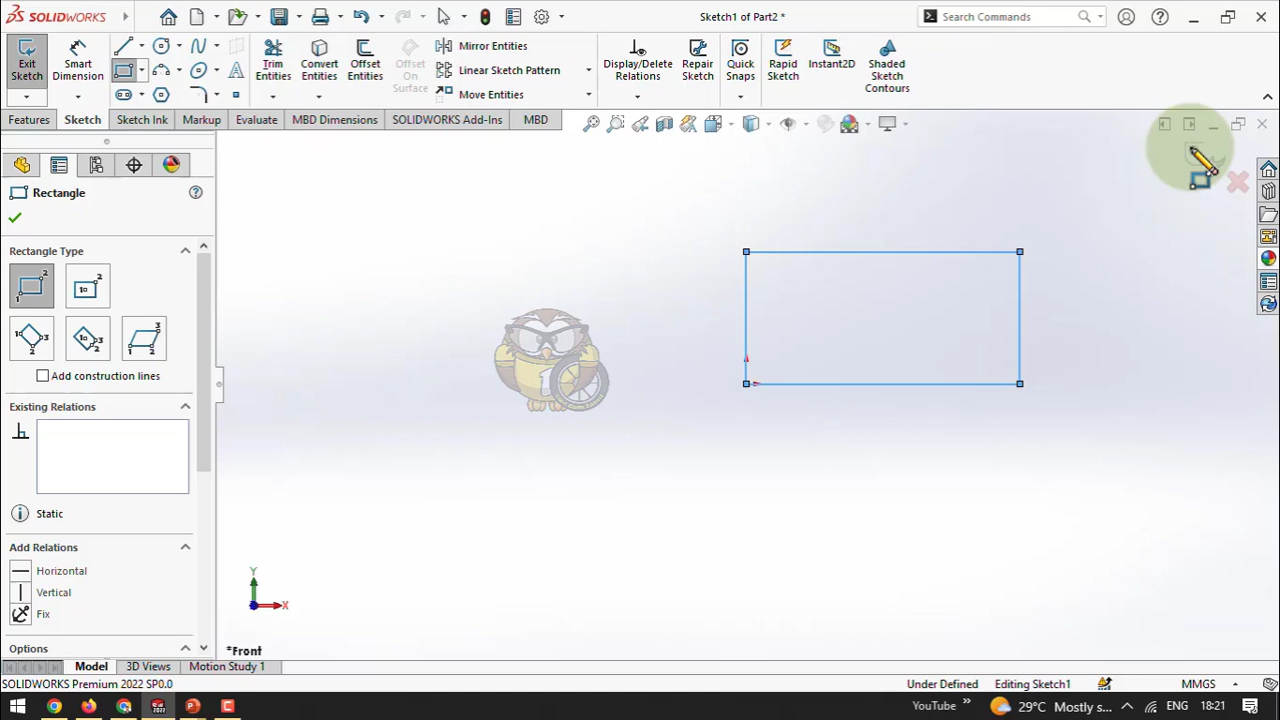 SOLIDWORKS
Sketch1 of Part2 *
Search Commands
Exit Sketch
Smart Dimension
Trim Entities
Convert Entities
Offset Entities
Offset On Surface
Mirror Entities
Linear Sketch Pattern
Move Entities
Display/Delete Relations
Repair Sketch
Quick Snaps
Rapid Sketch
Instant2D
Shaded Sketch Contours
Features
Sketch
Sketch Ink
Markup
Evaluate
MBD Dimensions
SOLIDWORKS Add-Ins
MBD
Rectangle
Rectangle Type
Add construction lines
Existing Relations
Static
Add Relations
Horizontal
Vertical
Fix
Options
Y
X
*Front
Model
3D Views
Motion Study 1
SOLIDWORKS Premium 2022 SP0.0
Under Defined
Editing Sketch1
MMGS
YouTube
29°C Mostly s...
ENG
18:21